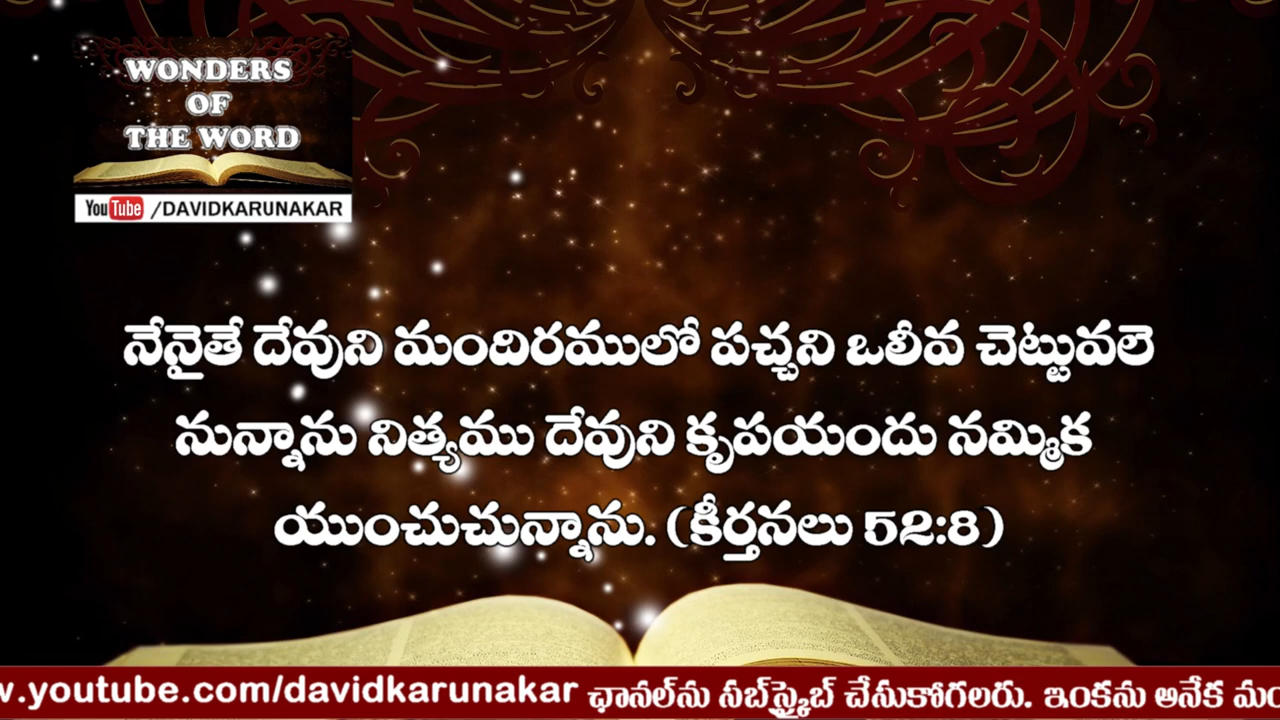 WONDERS
OF
THE WORD
YouTube /DAVIDKARUNAKAR
నేనైతే దేవుని మందిరములో పచ్చని ఒలీవ చెట్టువలె
నున్నాను నిత్యము దేవుని కృపయందు నమ్మిక
యుంచుచున్నాను. (కీర్తనలు 52:8)
.youtube.com/davidkarunakar ఛానల్‌ను సబ్‌స్క్రైబ్ చేసుకోగలరు. ఇంకను అనేక